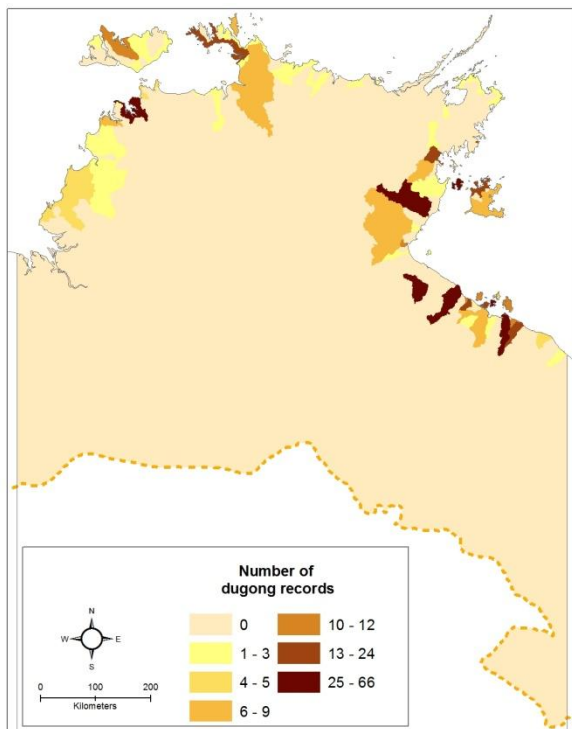 Number of
dugong records
0
1 - 3
4 - 5
6 - 9
10 - 12
13 - 24
25 - 66
N
W E
S
0 100 200
Kilometers